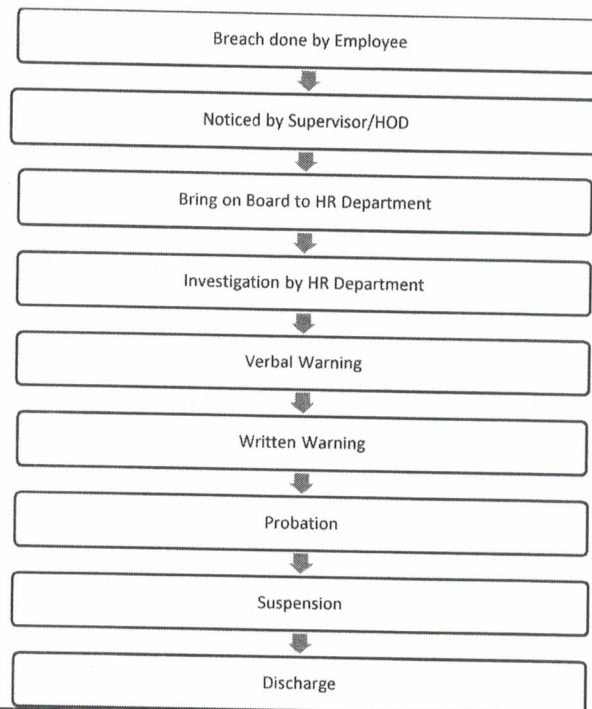 Breach done by Employee
Noticed by Supervisor/HOD
Bring on Board to HR Department
Investigation by HR Department
Verbal Warning
Written Warning
Probation
Suspension
Discharge